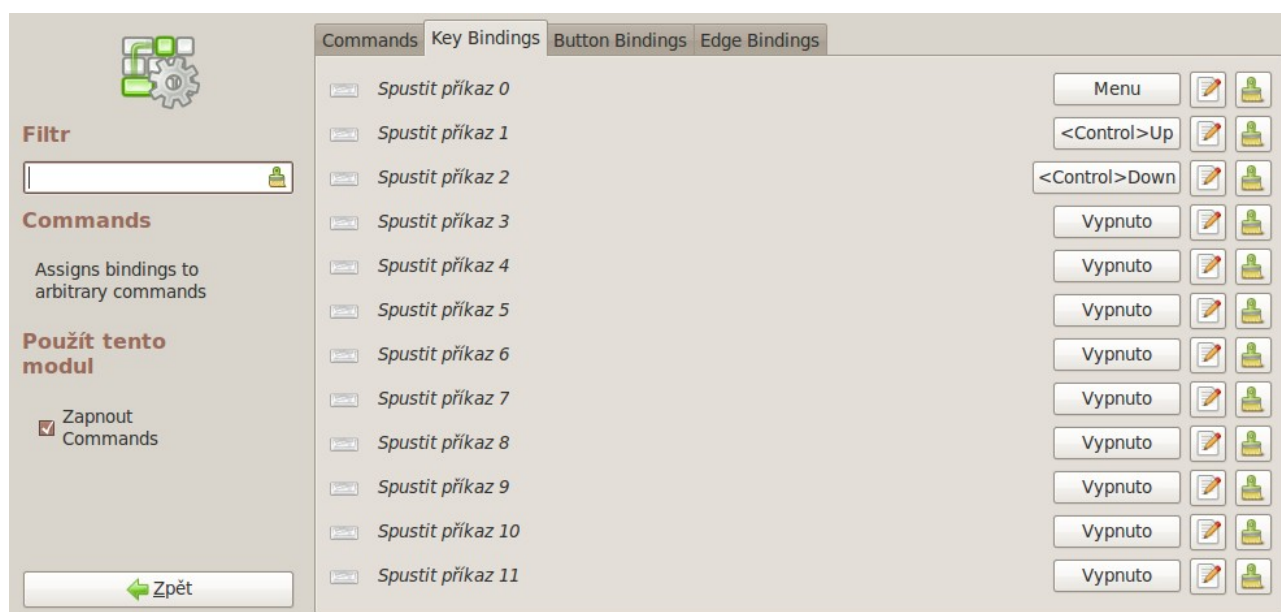 Commands Key Bindings Button Bindings Edge Bindings
Filtr
Commands
Assigns bindings to
arbitrary commands
Použít tento
modul
Zapnout
Commands
Zpět
Spustit příkaz 0 Menu
Spustit příkaz 1 <Control>Up
Spustit příkaz 2 <Control>Down
Spustit příkaz 3 Vypnuto
Spustit příkaz 4 Vypnuto
Spustit příkaz 5 Vypnuto
Spustit příkaz 6 Vypnuto
Spustit příkaz 7 Vypnuto
Spustit příkaz 8 Vypnuto
Spustit příkaz 9 Vypnuto
Spustit příkaz 10 Vypnuto
Spustit příkaz 11 Vypnuto